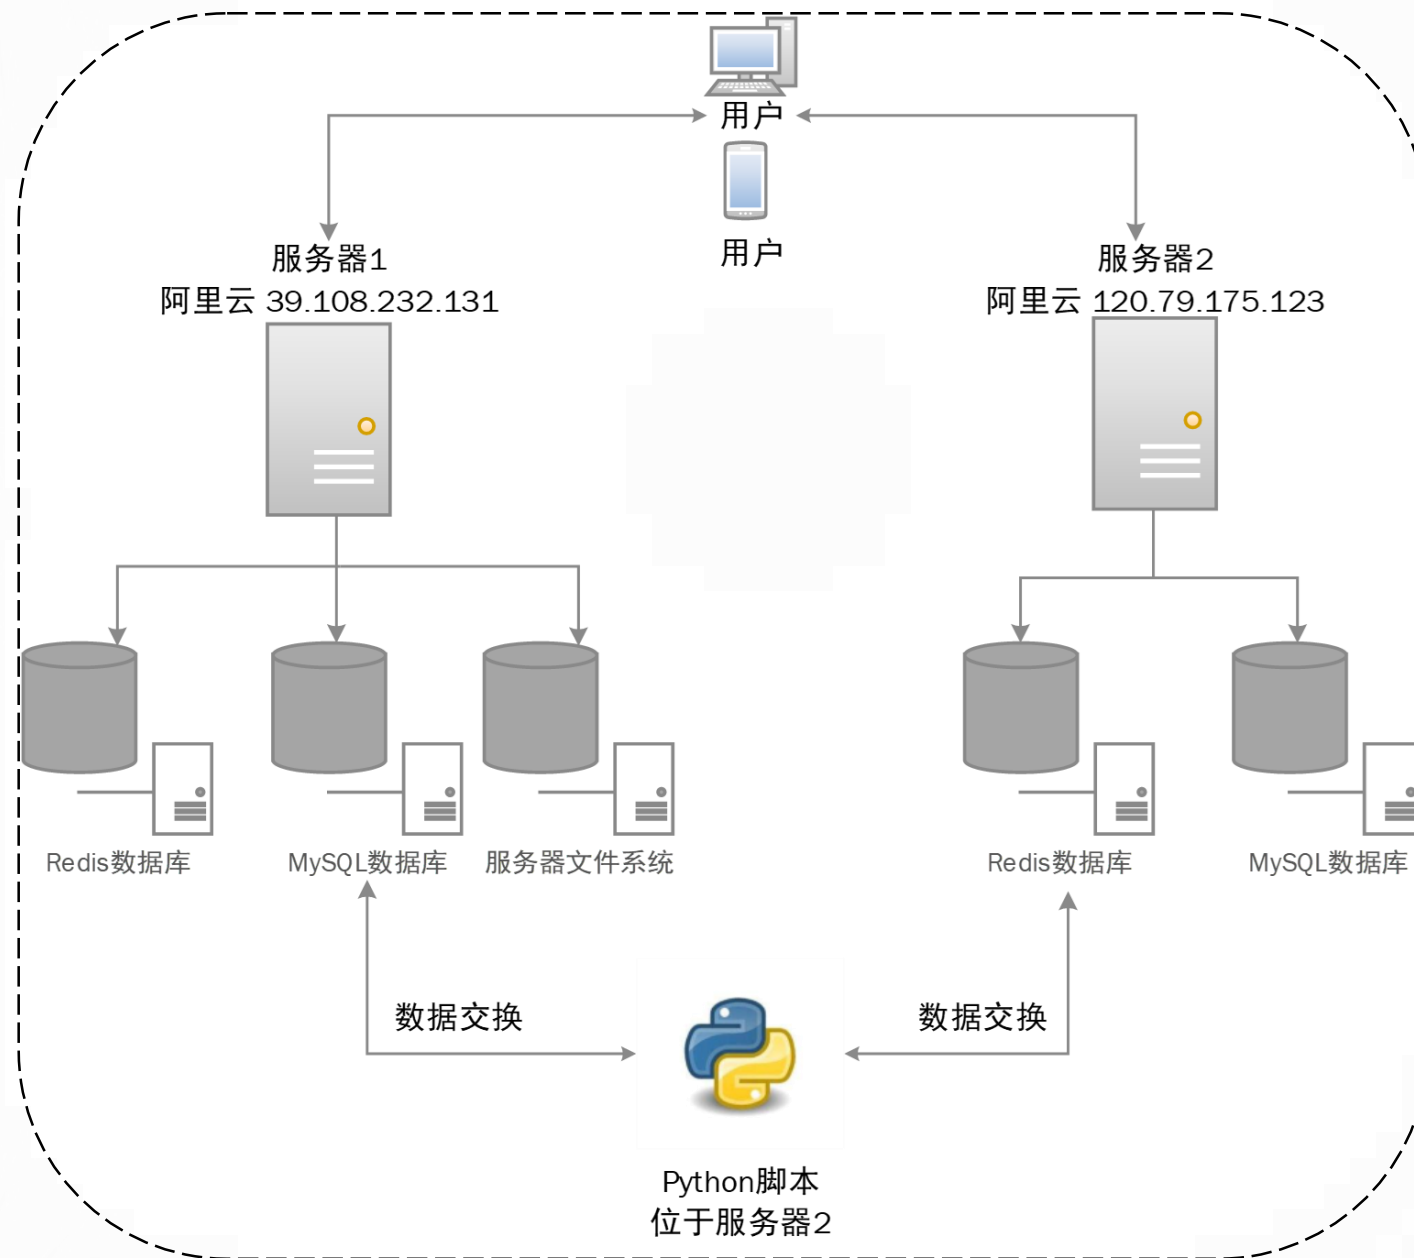 用户
用户
服务器1
阿里云 39.108.232.131
服务器2
阿里云 120.79.175.123
Redis数据库
MySQL数据库
服务器文件系统
Redis数据库
MySQL数据库
数据交换
数据交换
Python脚本
位于服务器2